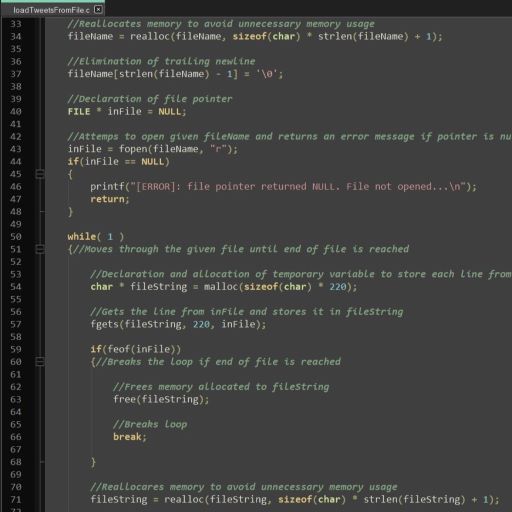 loadTweetsFromFile.c
33 //Reallocates memory to avoid unnecessary memory usage
34 fileName = realloc(fileName, sizeof(char) * strlen(fileName) + 1);
35
36 //Elimination of trailing newline
37 fileName[strlen(fileName) - 1] = '\0';
38
39 //Declaration of file pointer
40 FILE * inFile = NULL;
41
42 //Attemps to open given fileName and returns an error message if pointer is nu
43 inFile = fopen(fileName, "r");
44 if(inFile == NULL)
45 {
46 printf("[ERROR]: file pointer returned NULL. File not opened...\n");
47 return;
48 }
49
50 while( 1 )
51 {//Moves through the given file until end of file is reached
52
53 //Declaration and allocation of temporary variable to store each line from
54 char * fileString = malloc(sizeof(char) * 220);
55
56 //Gets the line from inFile and stores it in fileString
57 fgets(fileString, 220, inFile);
58
59 if(feof(inFile))
60 {//Breaks the loop if end of file is reached
61
62 //Frees memory allocated to fileString
63 free(fileString);
64
65 //Breaks loop
66 break;
67
68 }
69
70 //Reallocares memory to avoid unnecessary memory usage
71 fileString = realloc(fileString, sizeof(char) * strlen(fileString) + 1);
72